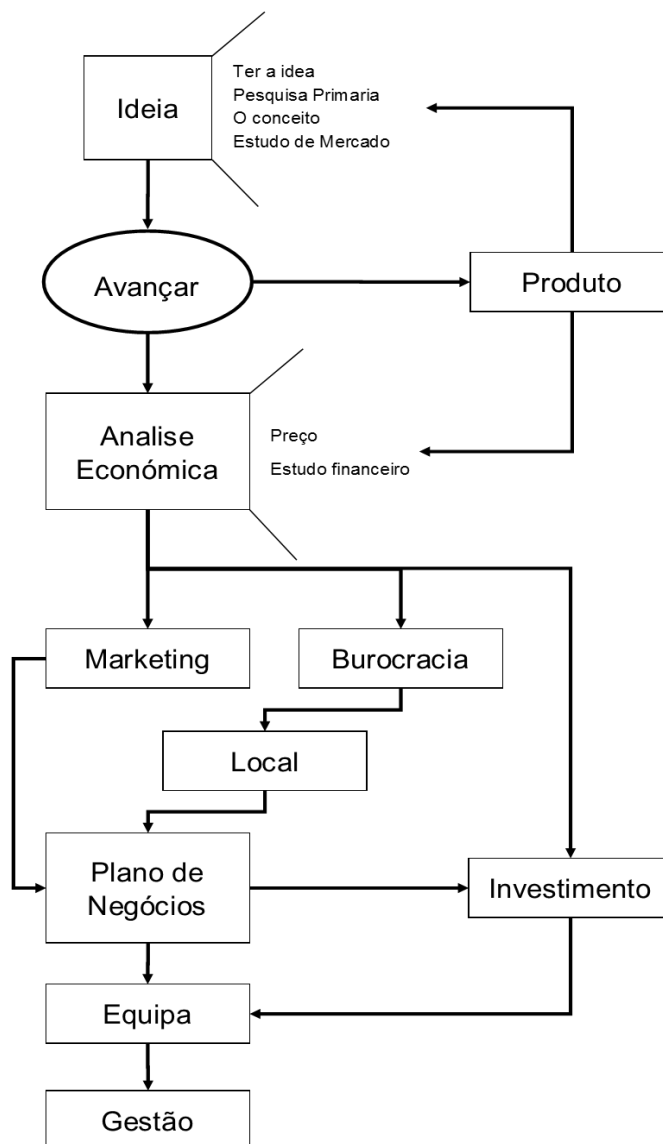 Ideia
Ter a idea
Pesquisa Primaria
O conceito
Estudo de Mercado
Avançar
Produto
Analise
Económica
Preço
Estudo financeiro
Marketing
Burocracia
Local
Plano de
Negócios
Investimento
Equipa
Gestão